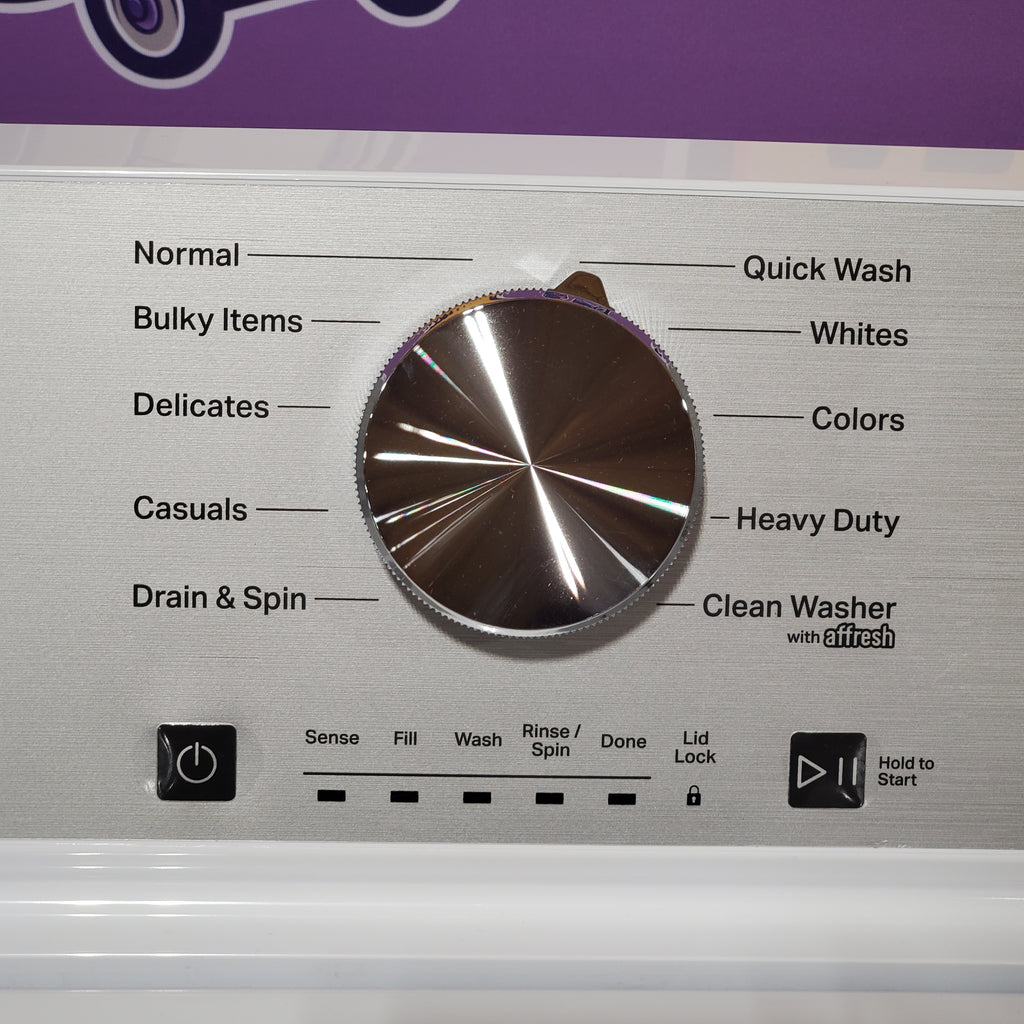 Normal
Quick Wash
Bulky Items
Whites
Delicates
Colors
Casuals
Heavy Duty
Drain & Spin
Clean Washer
with affresh
Sense
Fill
Wash
Rinse /
Spin
Done
Lid
Lock
Hold to
Start